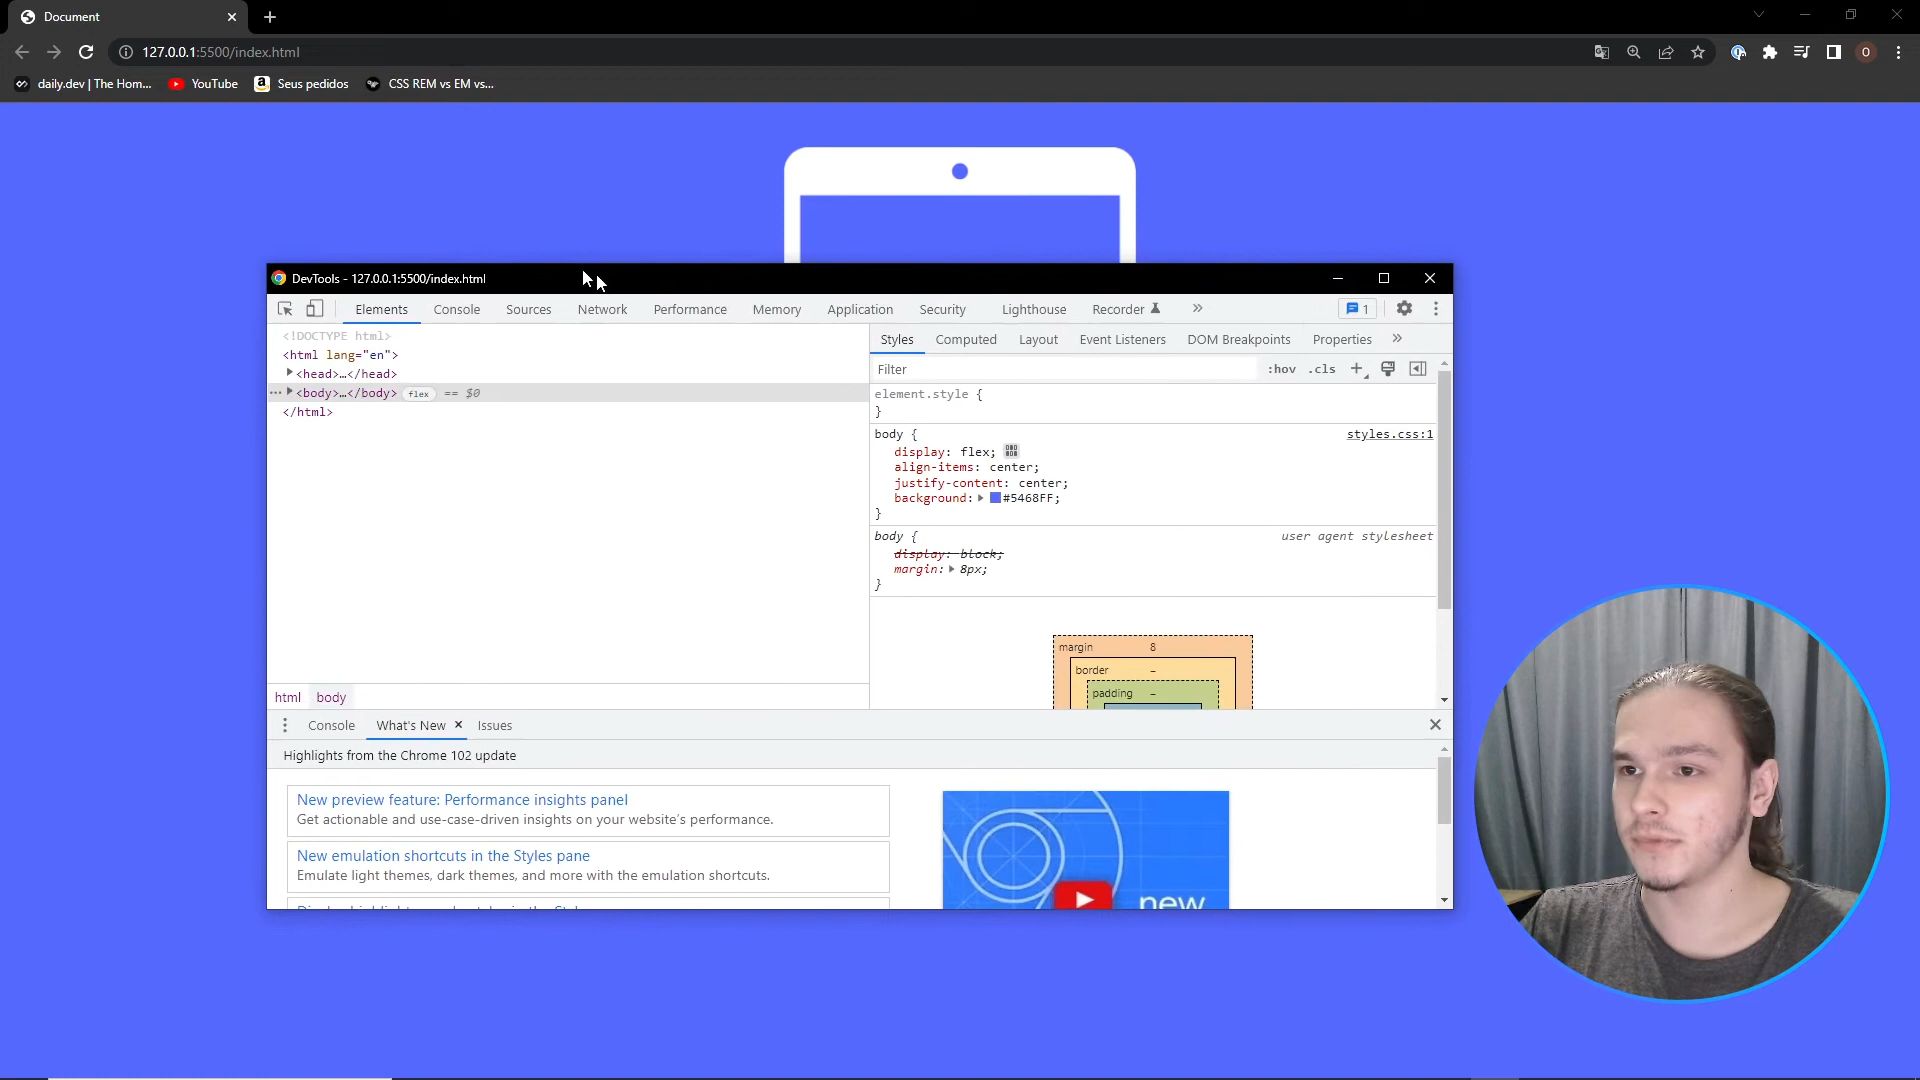 Document
127.0.0.1:5500/index.html
daily.dev | The Hom... YouTube Seus pedidos CSS REM vs EM vs...
O
DevTools - 127.0.0.1:5500/index.html
Elements Console Sources Network Performance Memory Application Security Lighthouse Recorder » 1
<!DOCTYPE html>
<html lang="en">
<head>…</head>
<body>…</body> flex == $0
</html>
html body
Styles Computed Layout Event Listeners DOM Breakpoints Properties »
Filter :hov .cls +
element.style {
}
body { styles.css:1
display: flex;
align-items: center;
justify-content: center;
background: #5468FF;
}
body { user agent stylesheet
display: block;
margin: 8px;
}
margin 8
border –
padding –
Console What's New Issues
Highlights from the Chrome 102 update
New preview feature: Performance insights panel
Get actionable and use-case-driven insights on your website's performance.
New emulation shortcuts in the Styles pane
Emulate light themes, dark themes, and more with the emulation shortcuts.
new